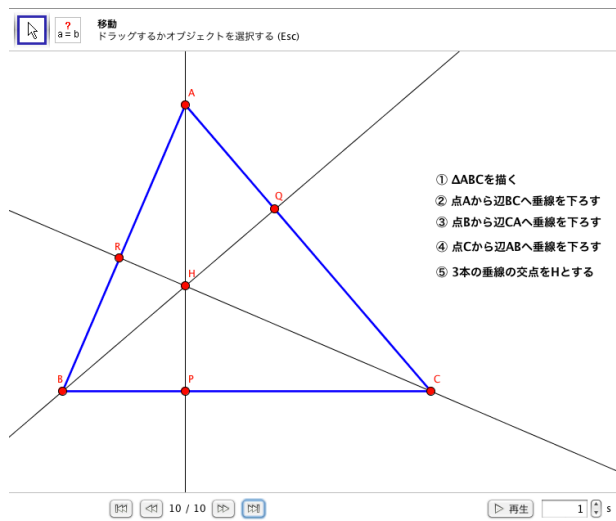 ?
a = b
移動
ドラッグするかオブジェクトを選択する (Esc)
A
① ΔABCを描く
Q
② 点Aから辺BCへ垂線を下ろす
③ 点Bから辺CAへ垂線を下ろす
R
④ 点Cから辺ABへ垂線を下ろす
H
⑤ 3本の垂線の交点をHとする
B
P
C
10 / 10
再生
1
s